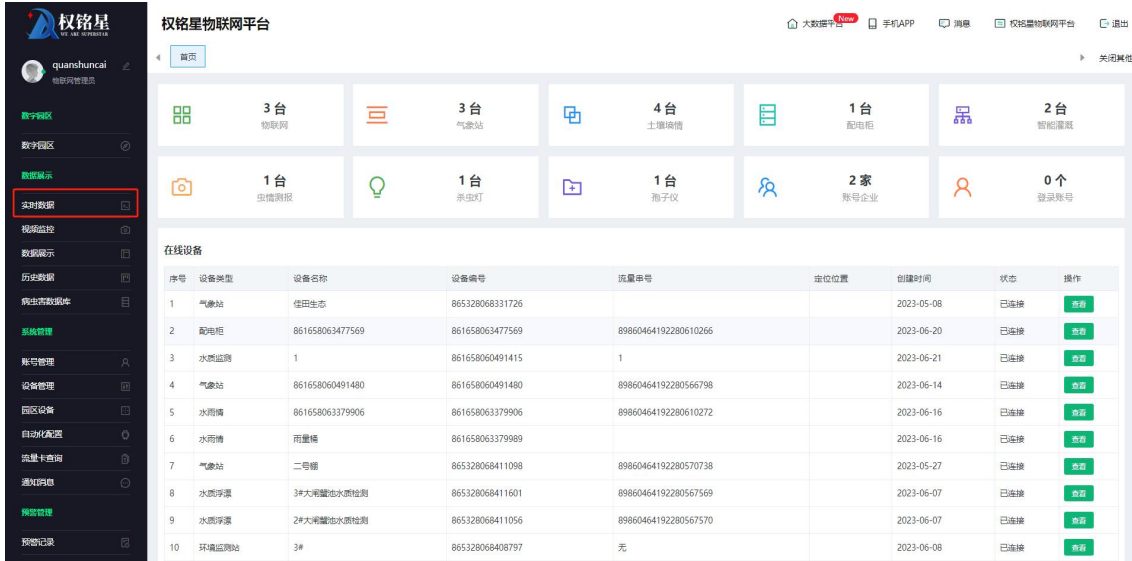 权铭星
WE ARE SUPERSTAR
quanshuncai
物联网管理员
数字园区
数字园区
数据展示
实时数据
视频监控
数据展示
历史数据
病虫害数据库
系统管理
账号管理
设备管理
园区设备
自动化配置
流量卡查询
通知消息
预警管理
预警记录
权铭星物联网平台
大数据平台 New 手机APP 消息 权铭星物联网平台 退出
首页 关闭其他
3 台 3 台 4 台 1 台 2 台
物联网 气象站 土壤墒情 配电柜 智能灌溉
1 台 1 台 1 台 2 家 0 个
虫情测报 杀虫灯 孢子仪 账号企业 登录账号
在线设备
序号 设备类型 设备名称 设备编号 流量串号 定位位置 创建时间 状态 操作
1 气象站 佳田生态 865328068331726 2023-05-08 已连接 查看
2 配电柜 861658063477569 861658063477569 89860464192280610266 2023-06-20 已连接 查看
3 水质监测 1 861658060491415 1 2023-06-21 已连接 查看
4 气象站 861658060491480 861658060491480 89860464192280566798 2023-06-14 已连接 查看
5 水雨情 861658063379906 861658063379906 89860464192280610272 2023-06-16 已连接 查看
6 水雨情 雨量桶 861658063379989 2023-06-16 已连接 查看
7 气象站 二号棚 865328068411098 89860464192280570738 2023-05-27 已连接 查看
8 水质浮漂 3#大闸蟹池水质检测 865328068411601 89860464192280567569 2023-06-07 已连接 查看
9 水质浮漂 2#大闸蟹池水质检测 865328068411056 89860464192280567570 2023-06-07 已连接 查看
10 环境监测站 3# 865328068408797 无 2023-06-08 已连接 查看